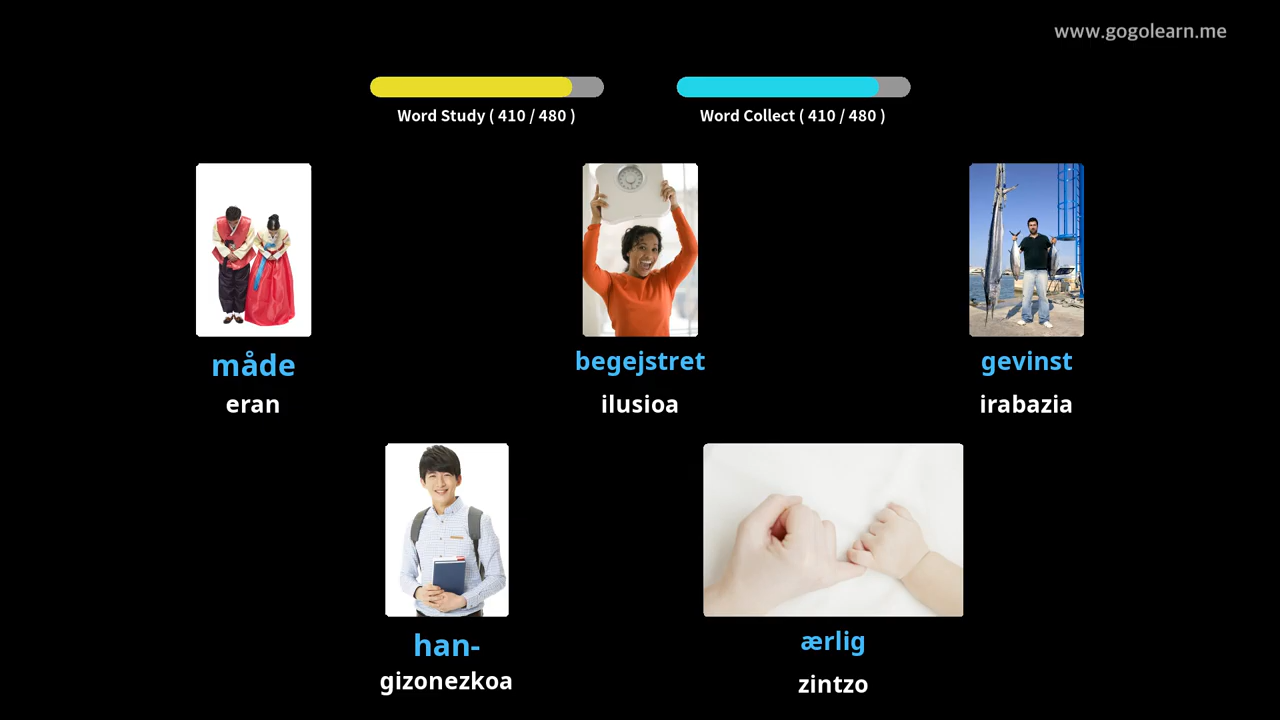 www.gogolearn.me
Word Study ( 410 / 480 )
Word Collect ( 410 / 480 )
måde
eran
begejstret
ilusioa
gevinst
irabazia
han-
gizonezkoa
ærlig
zintzo